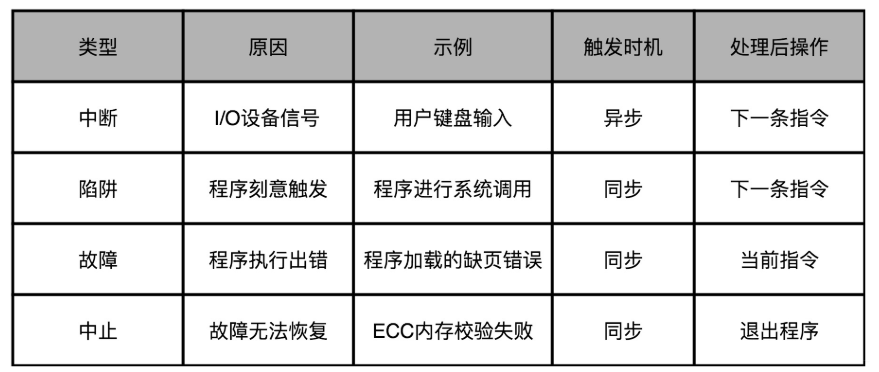 类型 原因 示例 触发时机 处理后操作
中断 I/O设备信号 用户键盘输入 异步 下一条指令
陷阱 程序刻意触发 程序进行系统调用 同步 下一条指令
故障 程序执行出错 程序加载的缺页错误 同步 当前指令
中止 故障无法恢复 ECC内存校验失败 同步 退出程序